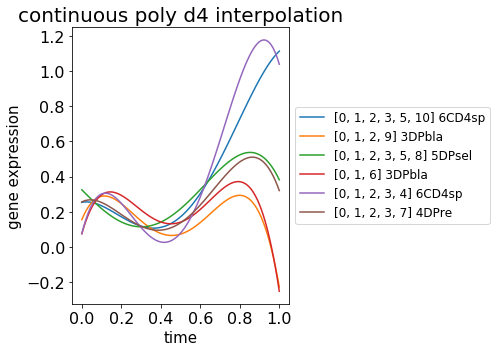 continuous poly d4 interpolation
gene expression
1.2
1.0
0.8
0.6
0.4
0.2
0.0
−0.2
0.0 0.2 0.4 0.6 0.8 1.0
time
[0, 1, 2, 3, 5, 10] 6CD4sp
[0, 1, 2, 9] 3DPbla
[0, 1, 2, 3, 5, 8] 5DPsel
[0, 1, 6] 3DPbla
[0, 1, 2, 3, 4] 6CD4sp
[0, 1, 2, 3, 7] 4DPre